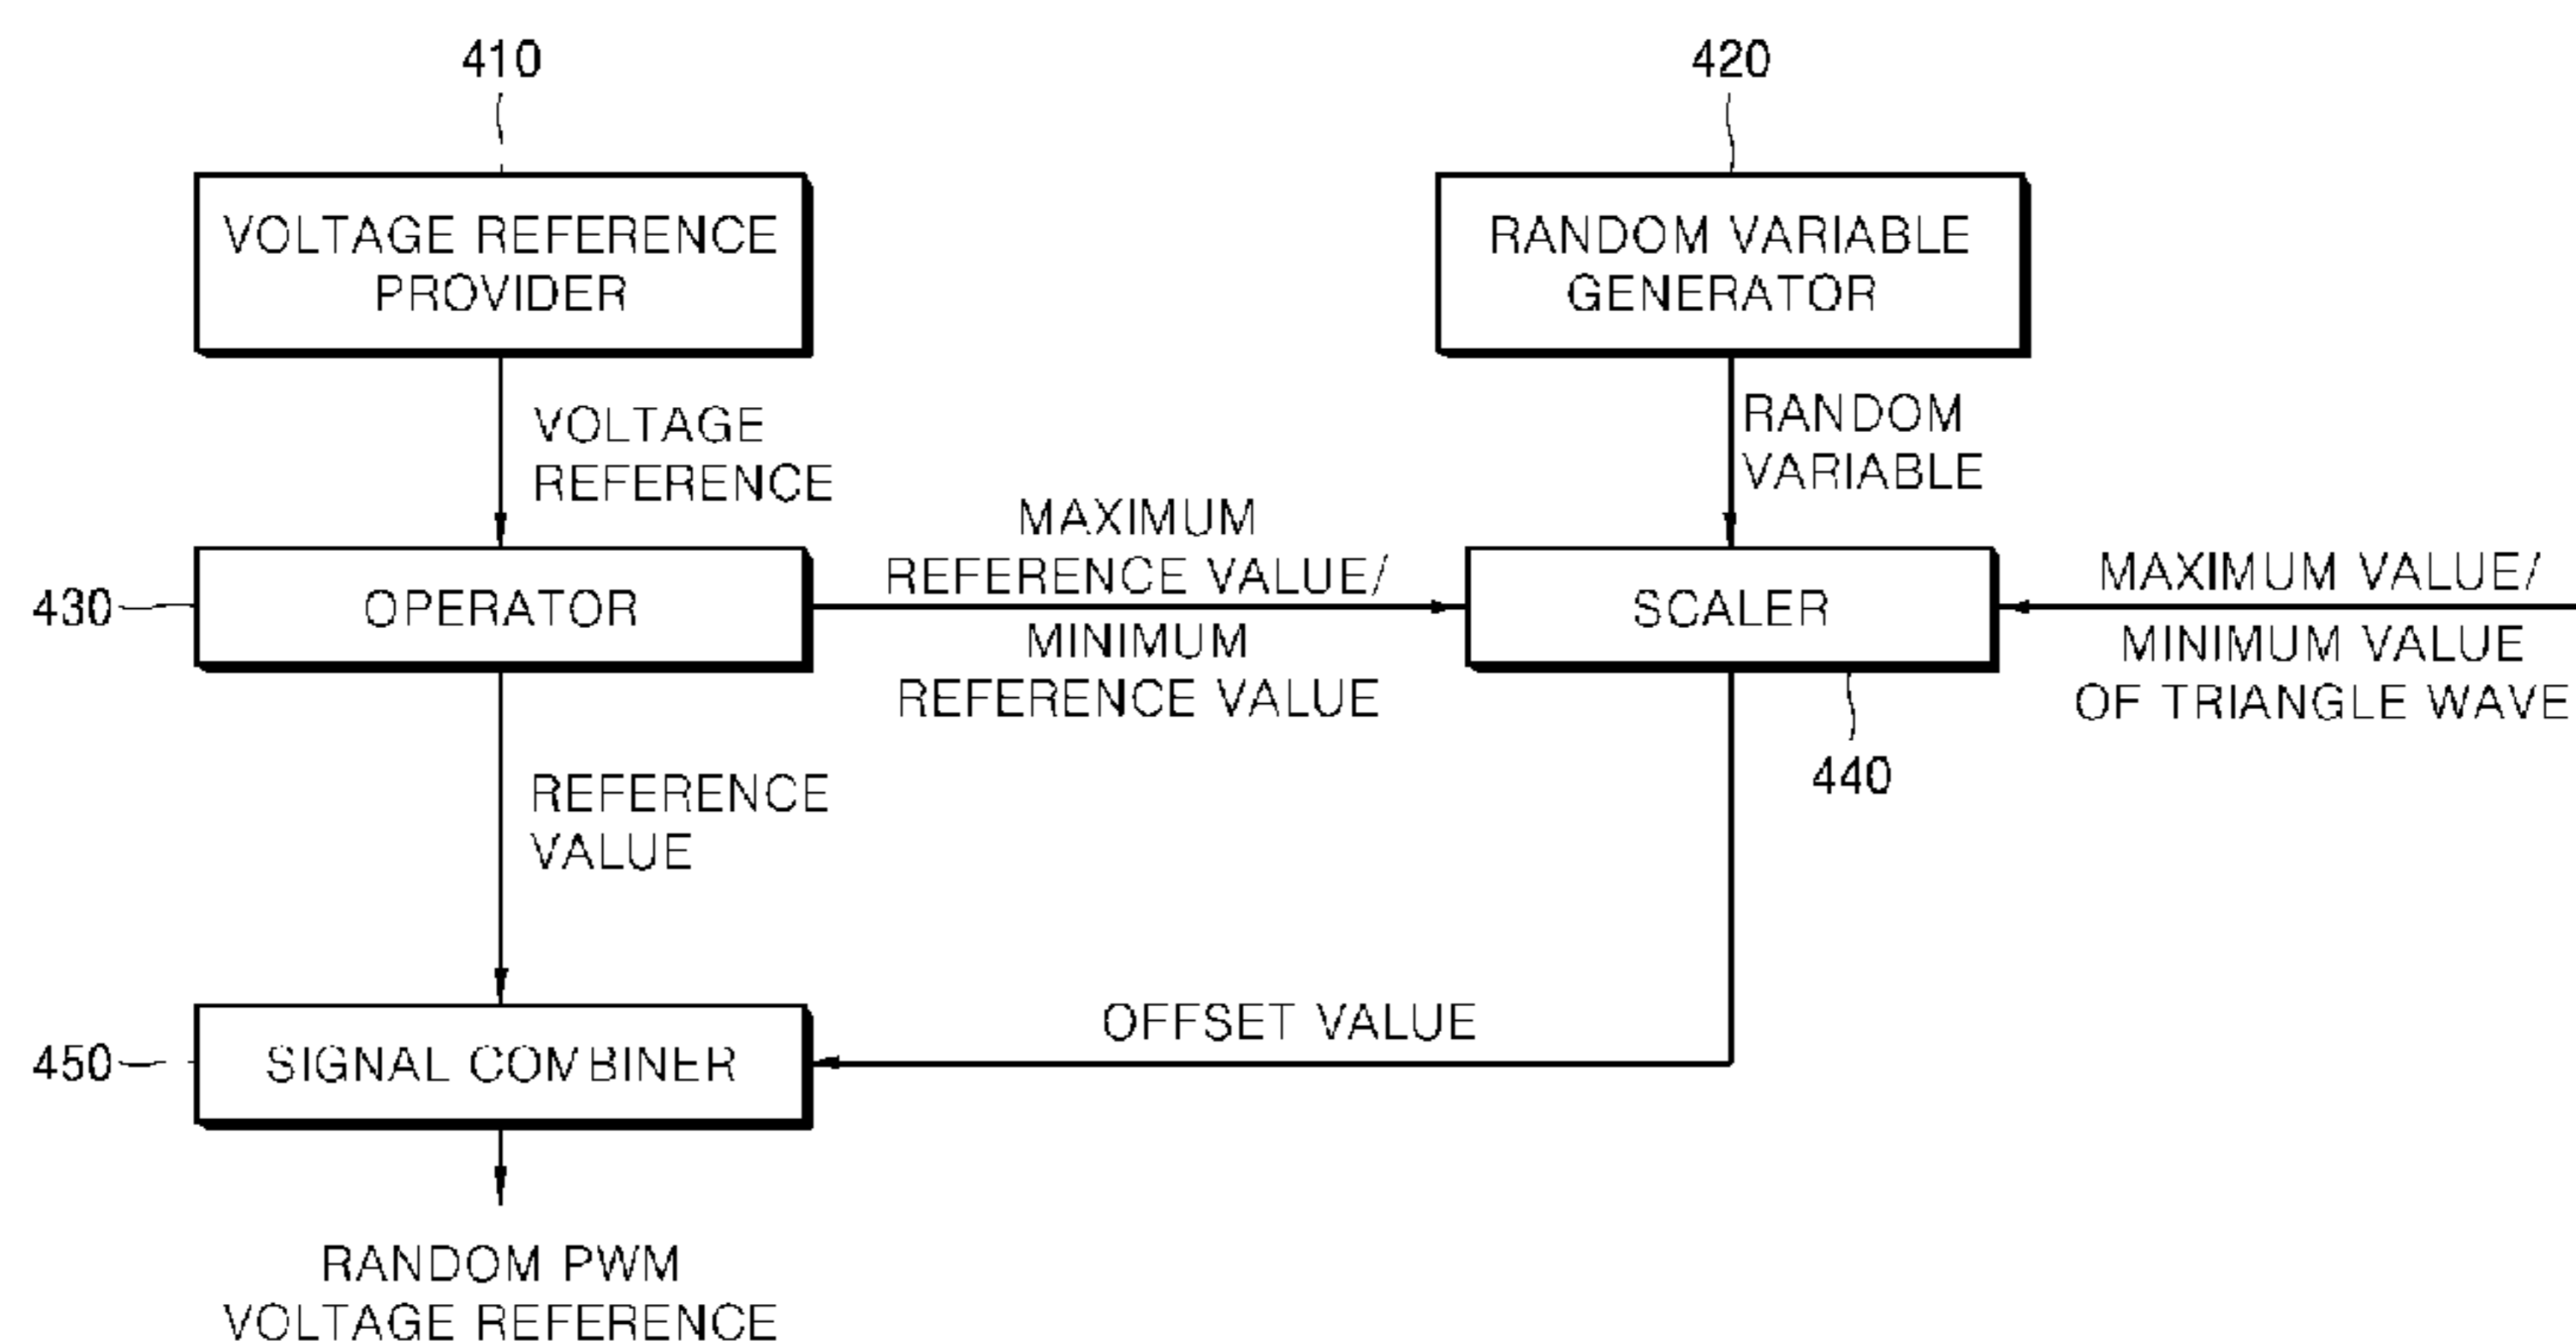 410
420
VOLTAGE REFERENCE
PROVIDER
RANDOM VARIABLE
GENERATOR
VOLTAGE
REFERENCE
RANDOM
VARIABLE
MAXIMUM
REFERENCE VALUE/
MINIMUM
REFERENCE VALUE
430
OPERATOR
SCALER
MAXIMUM VALUE/
MINIMUM VALUE
OF TRIANGLE WAVE
440
REFERENCE
VALUE
OFFSET VALUE
450
SIGNAL COMBINER
RANDOM PWM
VOLTAGE REFERENCE